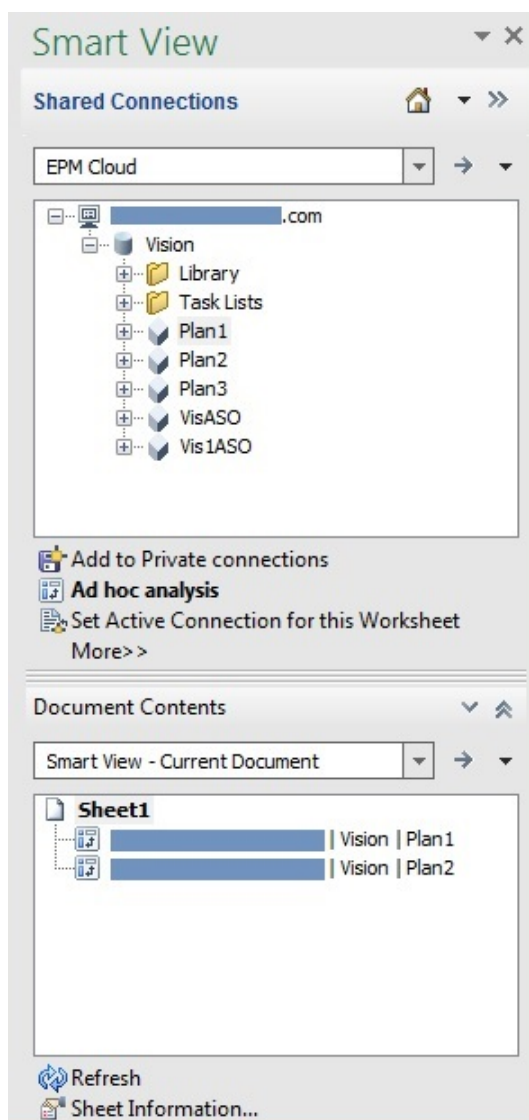 Smart View
Shared Connections
EPM Cloud
.com
Vision
Library
Task Lists
Plan1
Plan2
Plan3
VisASO
Vis1ASO
Add to Private connections
Ad hoc analysis
Set Active Connection for this Worksheet
More>>
Document Contents
Smart View - Current Document
Sheet1
| Vision | Plan1
| Vision | Plan2
Refresh
Sheet Information...